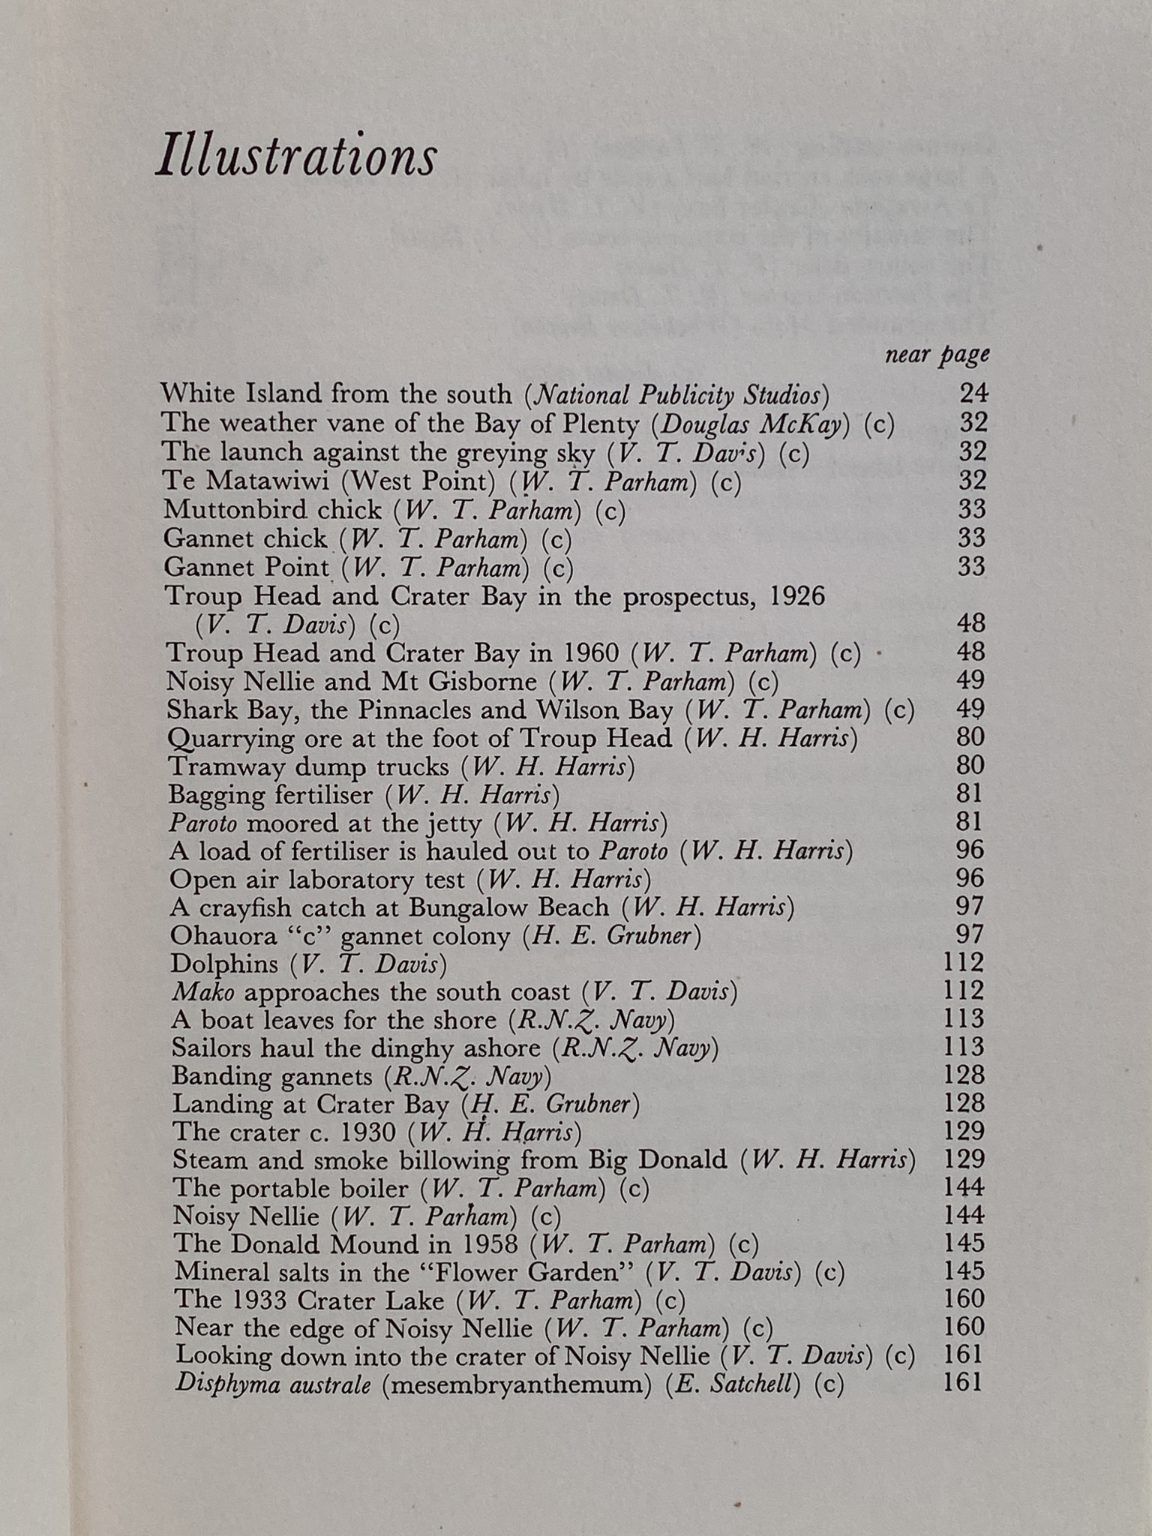 Illustrations
near page
White Island from the south (National Publicity Studios) 24
The weather vane of the Bay of Plenty (Douglas McKay) (c) 32
The launch against the greying sky (V. T. Davis) (c) 32
Te Matawiwi (West Point) (W. T. Parham) (c) 32
Muttonbird chick (W. T. Parham) (c) 33
Gannet chick (W. T. Parham) (c) 33
Gannet Point (W. T. Parham) (c) 33
Troup Head and Crater Bay in the prospectus, 1926
(V. T. Davis) (c) 48
Troup Head and Crater Bay in 1960 (W. T. Parham) (c) 48
Noisy Nellie and Mt Gisborne (W. T. Parham) (c) 49
Shark Bay, the Pinnacles and Wilson Bay (W. T. Parham) (c) 49
Quarrying ore at the foot of Troup Head (W. H. Harris) 80
Tramway dump trucks (W. H. Harris) 80
Bagging fertiliser (W. H. Harris) 81
Paroto moored at the jetty (W. H. Harris) 81
A load of fertiliser is hauled out to Paroto (W. H. Harris) 96
Open air laboratory test (W. H. Harris) 96
A crayfish catch at Bungalow Beach (W. H. Harris) 97
Ohauora “c” gannet colony (H. E. Grubner) 97
Dolphins (V. T. Davis) 112
Mako approaches the south coast (V. T. Davis) 112
A boat leaves for the shore (R.N.Z. Navy) 113
Sailors haul the dinghy ashore (R.N.Z. Navy) 113
Banding gannets (R.N.Z. Navy) 128
Landing at Crater Bay (H. E. Grubner) 128
The crater c. 1930 (W. H. Harris) 129
Steam and smoke billowing from Big Donald (W. H. Harris) 129
The portable boiler (W. T. Parham) (c) 144
Noisy Nellie (W. T. Parham) (c) 144
The Donald Mound in 1958 (W. T. Parham) (c) 145
Mineral salts in the “Flower Garden” (V. T. Davis) (c) 145
The 1933 Crater Lake (W. T. Parham) (c) 160
Near the edge of Noisy Nellie (W. T. Parham) (c) 160
Looking down into the crater of Noisy Nellie (V. T. Davis) (c) 161
Disphyma australe (mesembryanthemum) (E. Satchell) (c) 161